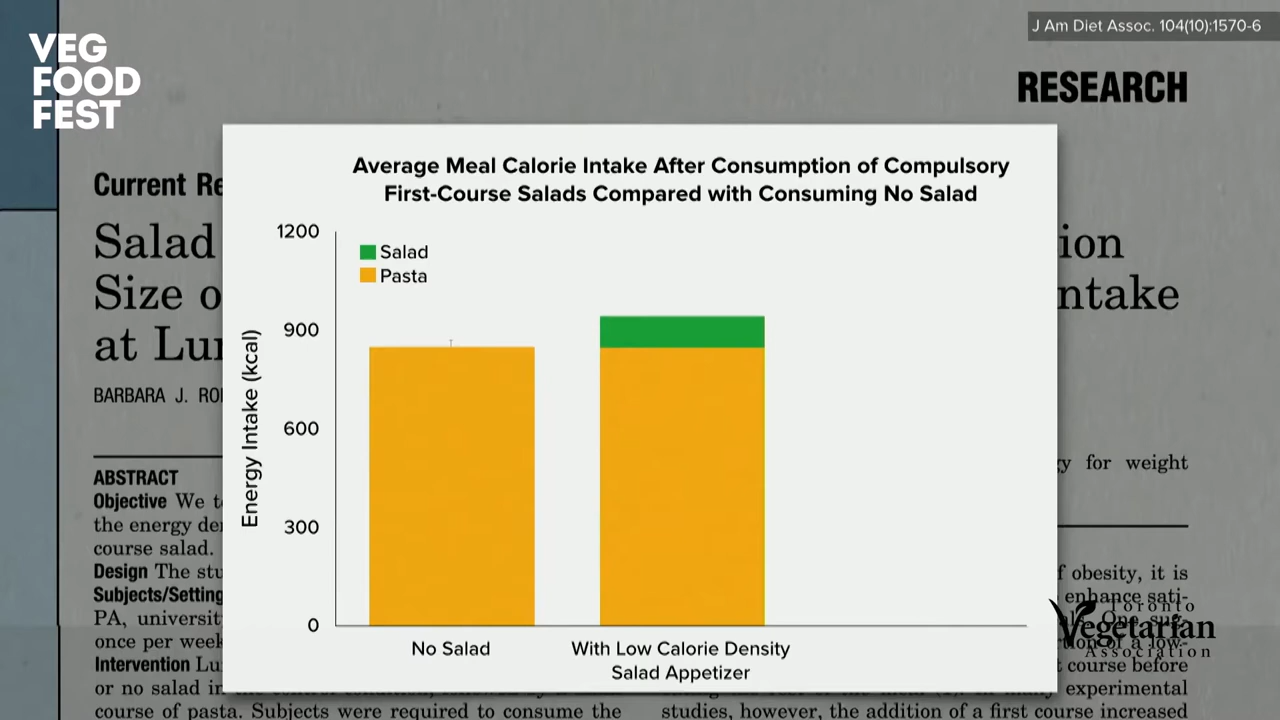 VEG
FOOD
FEST
J Am Diet Assoc. 104(10):1570-6
RESEARCH
Current Re
Salad
Size o
at Lu
BARBARA J. RO
ion
ntake
Average Meal Calorie Intake After Consumption of Compulsory
First-Course Salads Compared with Consuming No Salad
1200
900
600
300
0
Energy Intake (kcal)
Salad
Pasta
No Salad
With Low Calorie Density
Salad Appetizer
ABSTRACT
Objective We t
the energy de
course salad.
Design The stu
Subjects/Setting
PA, universit
once per week
Intervention Lu
or no salad in
course of pasta. Subjects were required to consume the
gy for weight
f obesity, it is
enhance sati-
course before
experimental
studies, however, the addition of a first course increased
Toronto
Vegetarian
Association